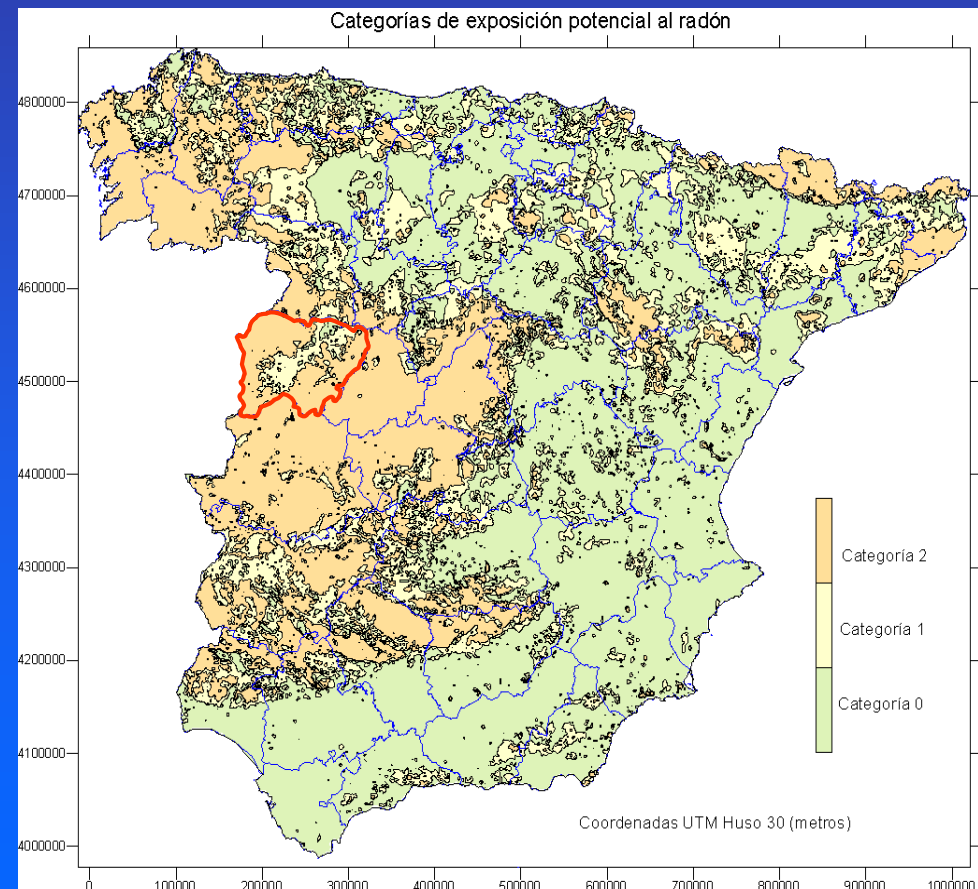 Categorías de exposición potencial al radón
4800000
4700000
4600000
4500000
4400000
4300000
4200000
4100000
4000000
Categoría 2
Categoría 1
Categoría 0
Coordenadas UTM Huso 30 (metros)
0 100000 200000 300000 400000 500000 600000 700000 800000 900000